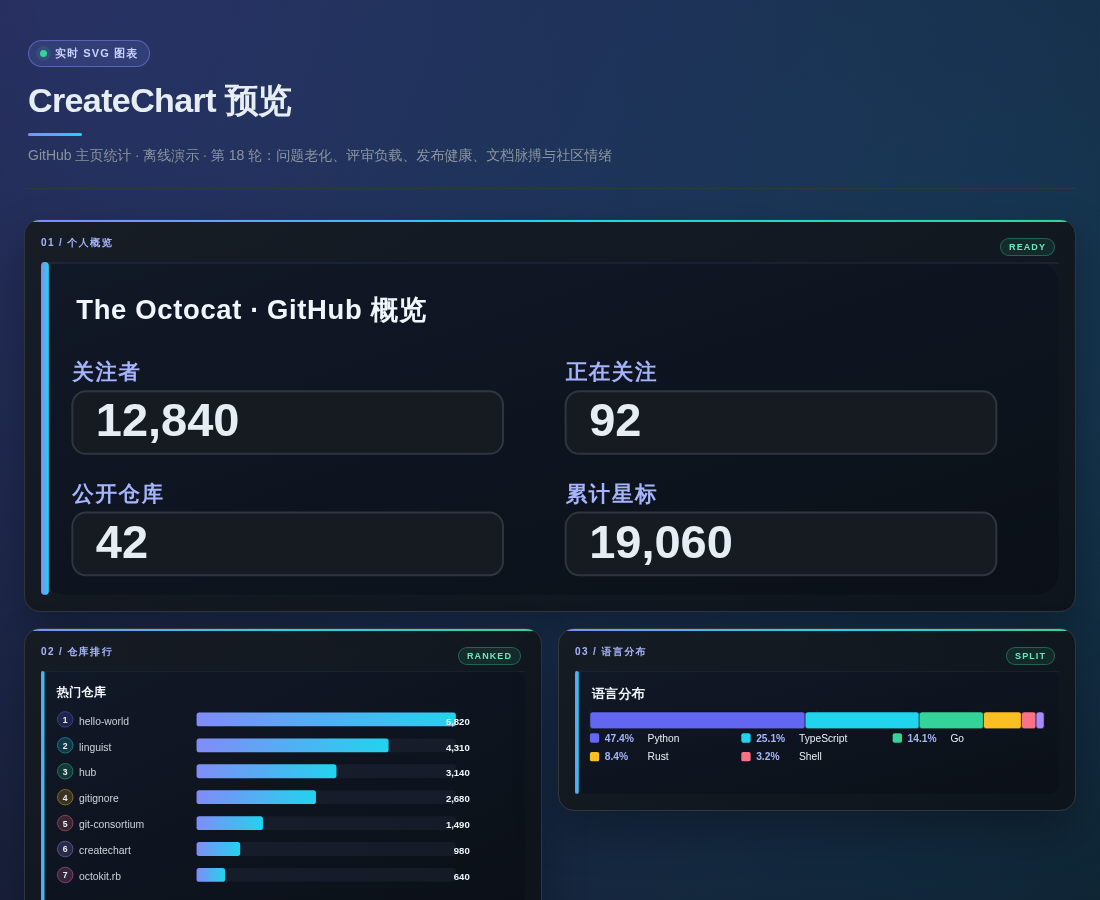 实时 SVG 图表
CreateChart 预览
GitHub 主页统计 · 离线演示 · 第 18 轮：问题老化、评审负载、发布健康、文档脉搏与社区情绪
01 / 个人概览
READY
The Octocat · GitHub 概览
关注者
正在关注
12,840
92
公开仓库
累计星标
42
19,060
02 / 仓库排行
RANKED
热门仓库
1 hello-world 5,820
2 linguist 4,310
3 hub 3,140
4 gitignore 2,680
5 git-consortium 1,490
6 createchart 980
7 octokit.rb 640
03 / 语言分布
SPLIT
语言分布
47.4% Python 25.1% TypeScript 14.1% Go
8.4% Rust 3.2% Shell